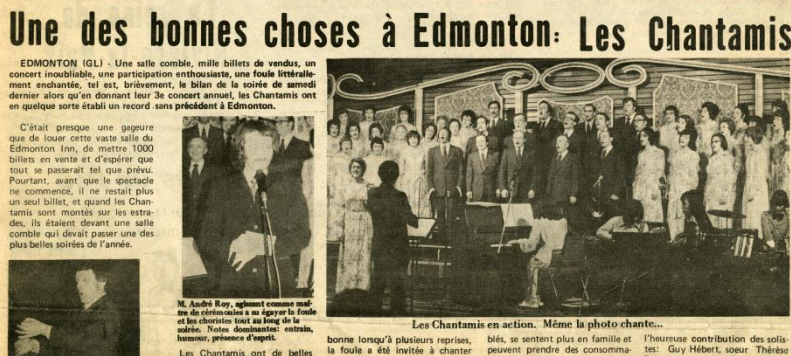 Une des bonnes choses à Edmonton: Les Chantamis
EDMONTON (GL) - Une salle comble, mille billets de vendus, un
concert inoubliable, une participation enthousiaste, une foule littérale-
ment enchantée, tel est, brièvement, le bilan de la soirée de samedi
dernier alors qu'en donnant leur 3e concert annuel, les Chantamis ont
en quelque sorte établi un record sans précédent à Edmonton.
C'était presque une gageure
que de louer cette vaste salle du
Edmonton Inn, de mettre 1000
billets en vente et d'espérer que
tout se passerait tel que prévu.
Pourtant, avant que le spectacle
ne commence, il ne restait plus
un seul billet, et quand les Chan-
tamis sont montés sur les estra-
des, ils étaient devant une salle
comble qui devait passer une des
plus belles soirées de l'année.
M. André Roy, agissant comme maî-
tre de cérémonies a su égayer la foule
et les choristes tout au long de la
soirée. Notes dominantes: entrain,
humour, présence d'esprit.
Les Chantamis ont de belles
Les Chantamis en action. Même la photo chante...
bonne lorsqu'à plusieurs reprises,
la foule a été invitée à chanter
blés, se sentent plus en famille et
peuvent prendre des consomma-
l'heureuse contribution des solis-
tes: Guy Hébert, soeur Thérèse